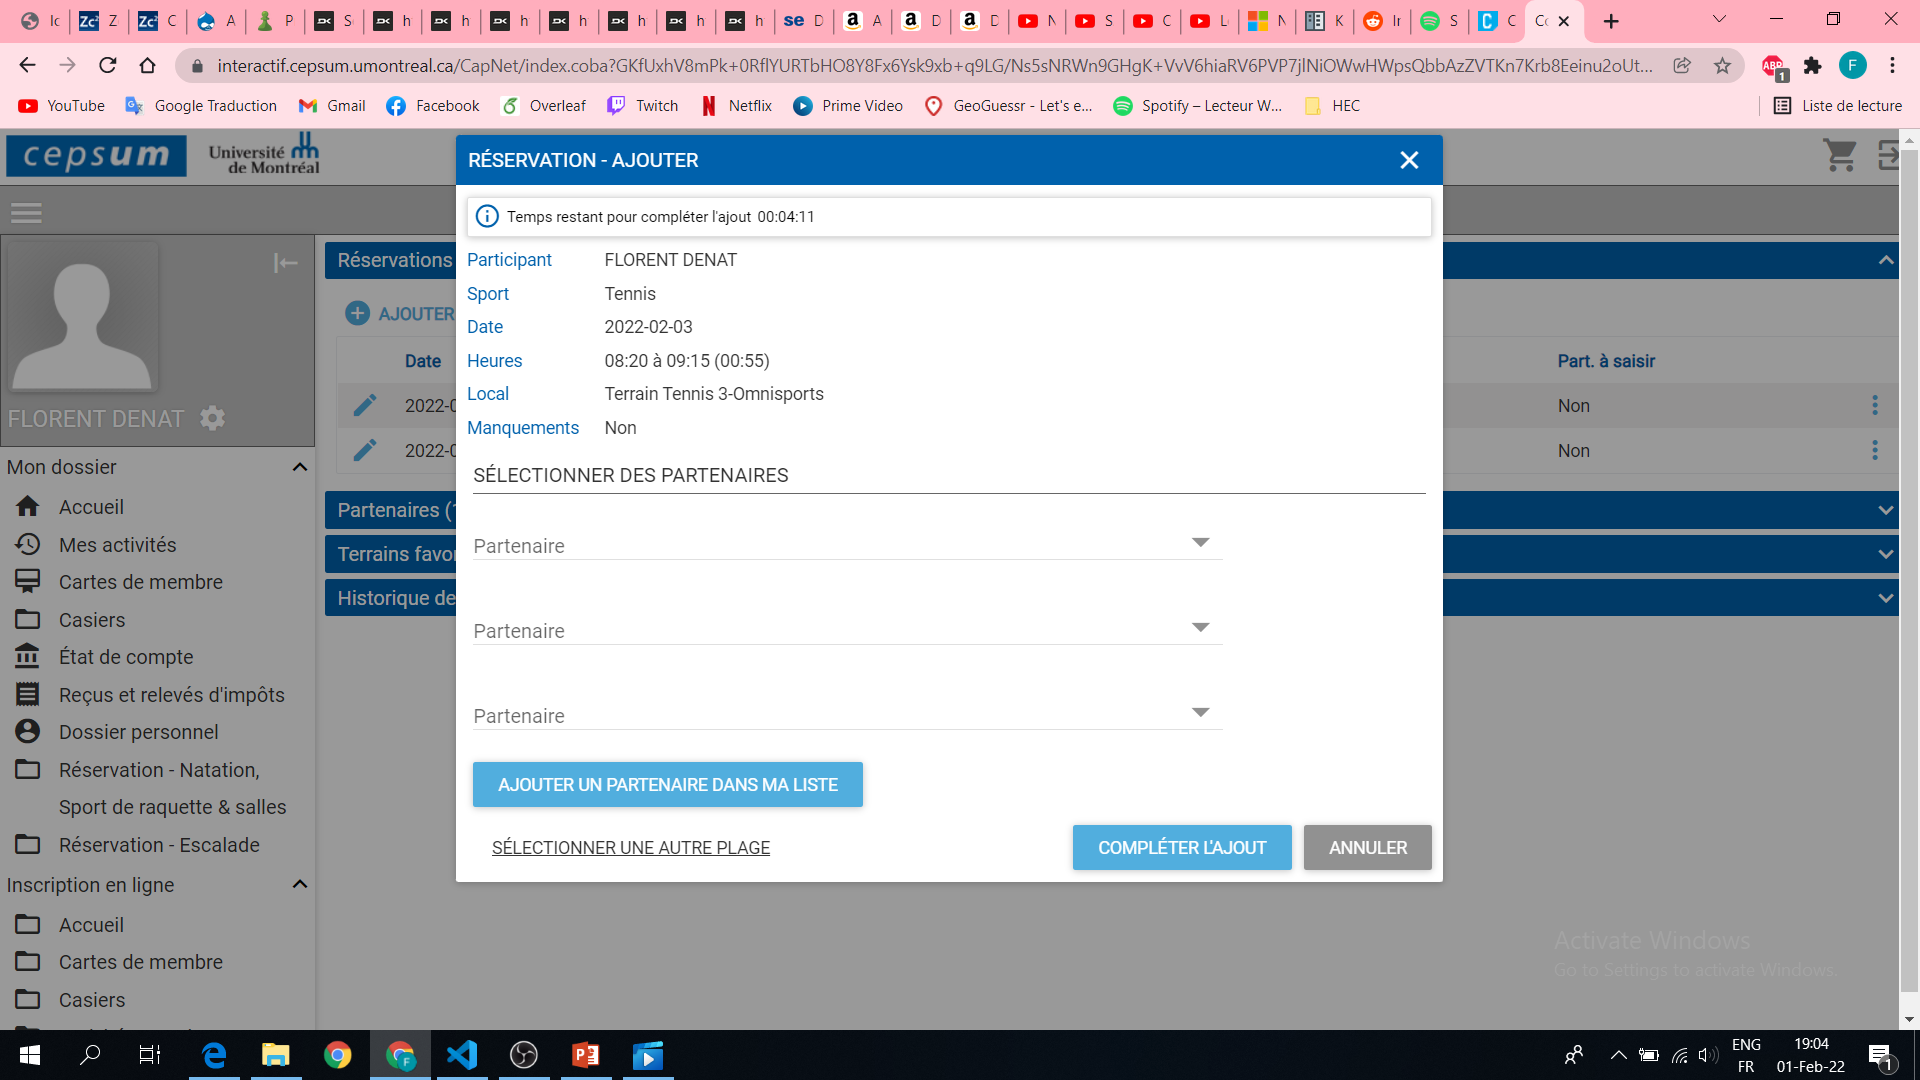 interactif.cepsum.umontreal.ca/CapNet/index.coba?GKfUxhV8mPk+0RflYURTbHO8Y8Fx6Ysk9xb+q9LG/Ns5sNRWn9GHgK+VvV6hiaRV6PVP7jlNiOWwHWpsQbbAzZVTKn7Krb8Eeinu2oUt...
YouTube Google Traduction Gmail Facebook Overleaf Twitch Netflix Prime Video GeoGuessr - Let's e... Spotify – Lecteur W... HEC Liste de lecture
cepsum Université de Montréal
RÉSERVATION - AJOUTER
Temps restant pour compléter l'ajout 00:04:11
Participant FLORENT DENAT
Sport Tennis
Date 2022-02-03
Heures 08:20 à 09:15 (00:55)
Local Terrain Tennis 3-Omnisports
Manquements Non
SÉLECTIONNER DES PARTENAIRES
Partenaire
Partenaire
Partenaire
AJOUTER UN PARTENAIRE DANS MA LISTE
SÉLECTIONNER UNE AUTRE PLAGE
COMPLÉTER L'AJOUT
ANNULER
Réservations
AJOUTER
Date Part. à saisir
2022-0 Non
2022-0 Non
Partenaires (1
Terrains favor
Historique de
FLORENT DENAT
Mon dossier
Accueil
Mes activités
Cartes de membre
Casiers
État de compte
Reçus et relevés d'impôts
Dossier personnel
Réservation - Natation,
Sport de raquette & salles
Réservation - Escalade
Inscription en ligne
Accueil
Cartes de membre
Casiers
Activate Windows
Go to Settings to activate Windows.
ENG
FR
19:04
01-Feb-22
1